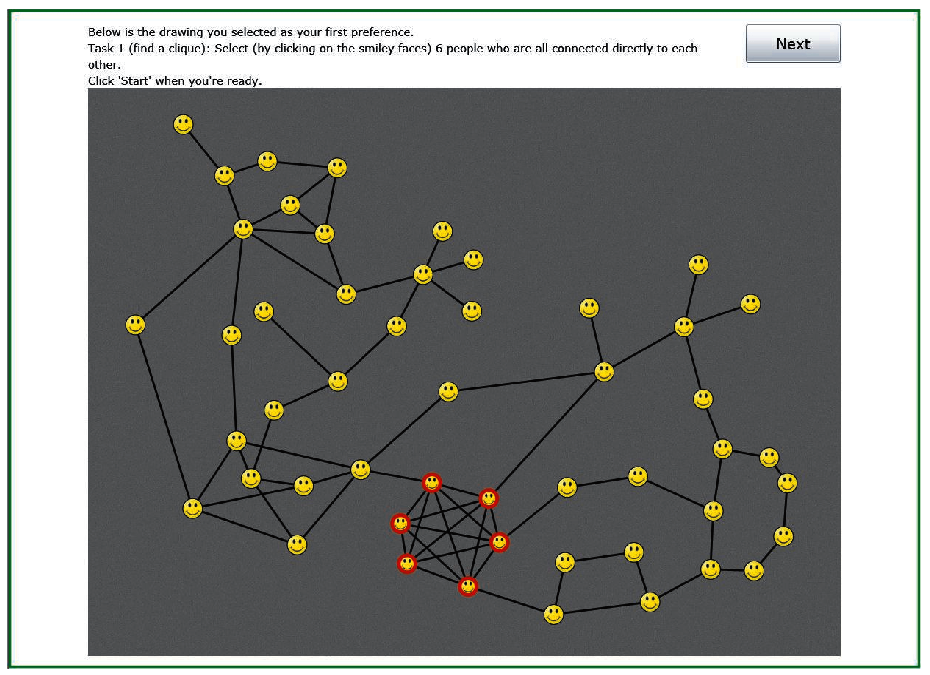 Below is the drawing you selected as your first preference.
Task 1 (find a clique): Select (by clicking on the smiley faces) 6 people who are all connected directly to each
other.
Click 'Start' when you're ready.
Next